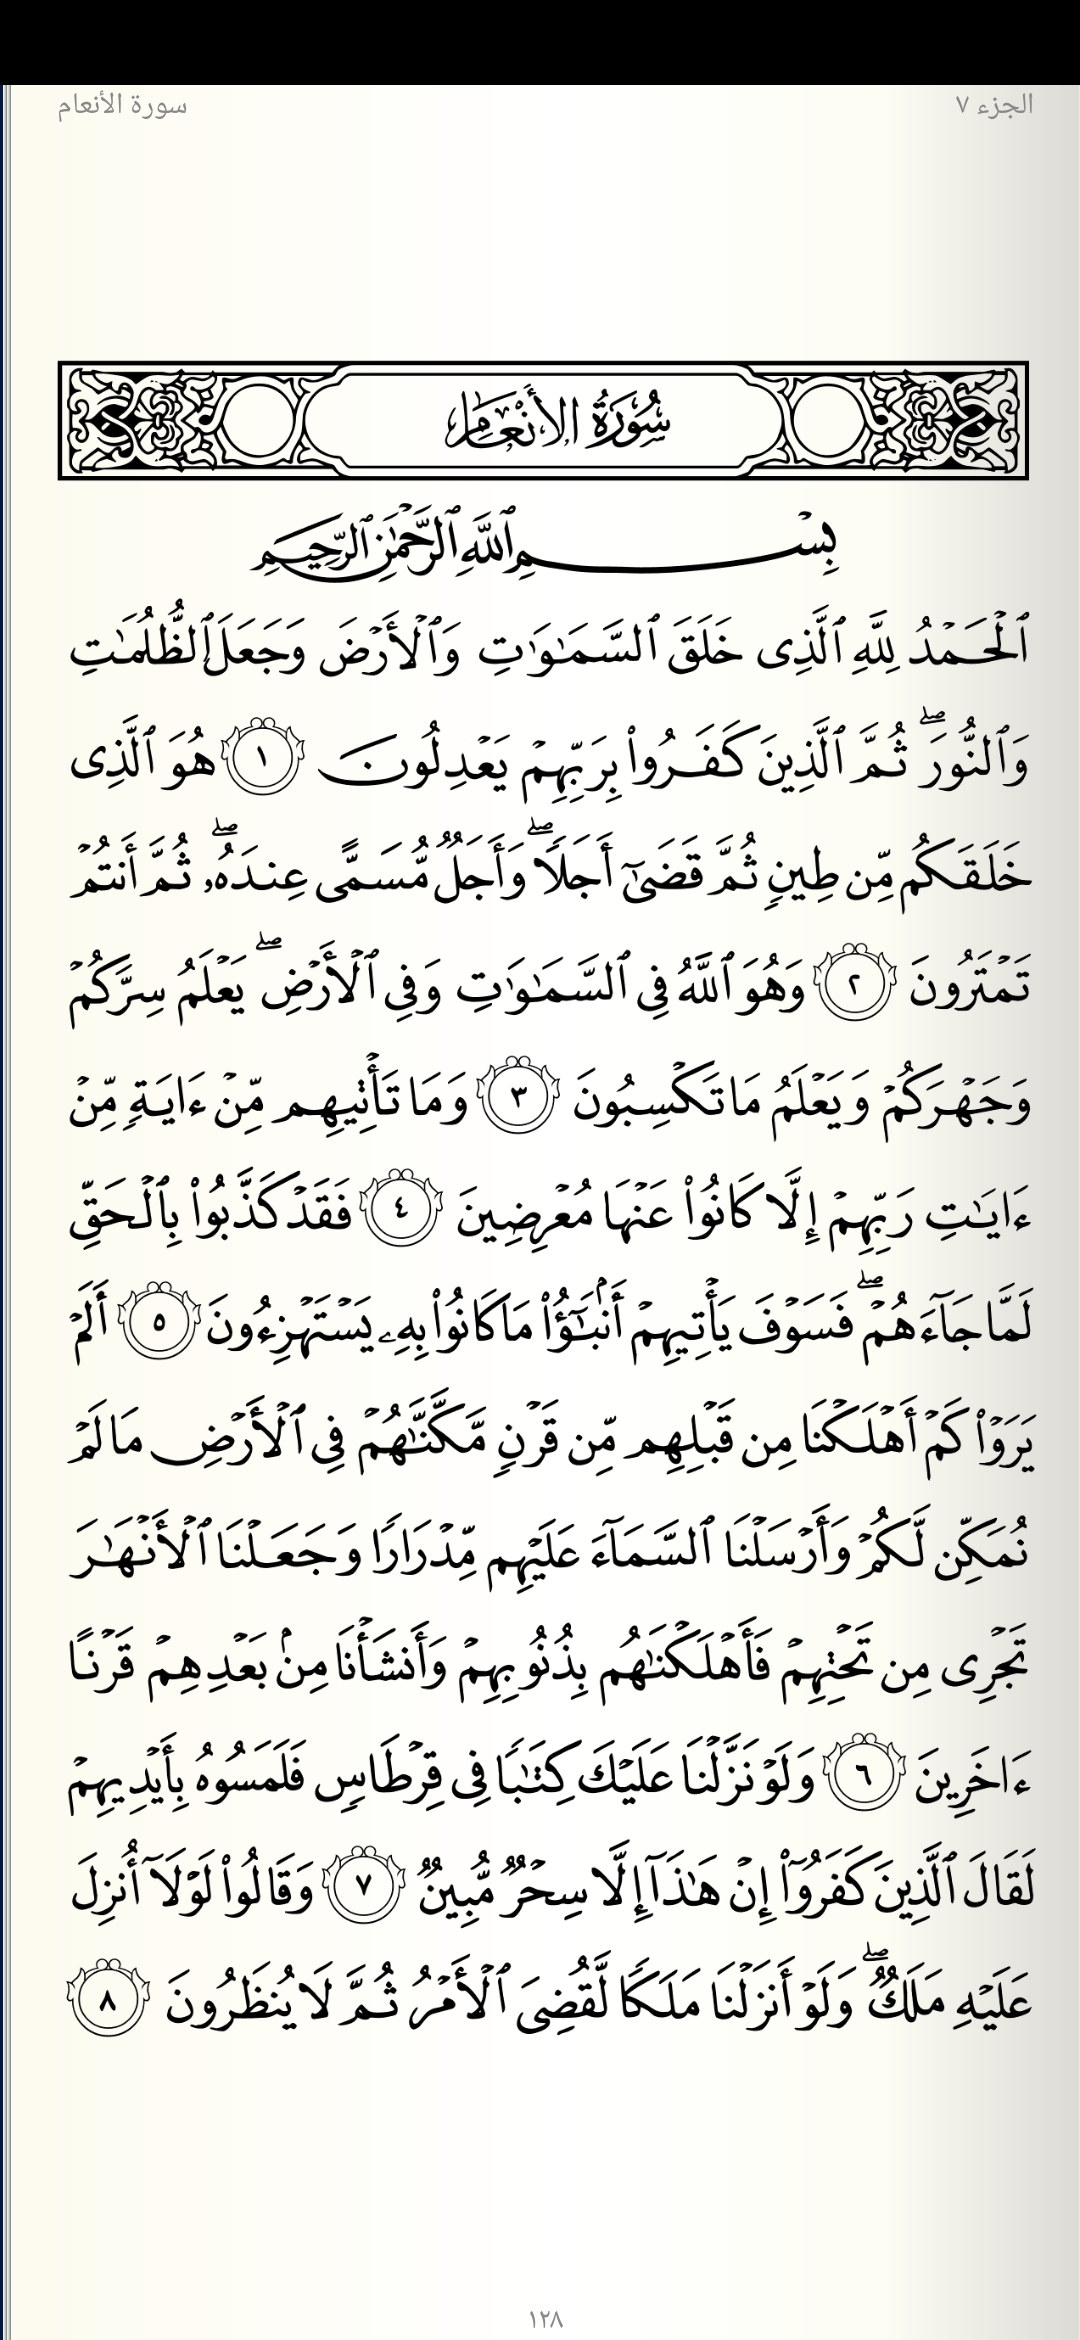 الجزء ٧
سورة الأنعام
سُورَةُ الأَنْعَام
بِسْمِ ٱللَّهِ ٱلرَّحْمَٰنِ ٱلرَّحِيمِ
ٱلْحَمْدُ لِلَّهِ ٱلَّذِى خَلَقَ ٱلسَّمَٰوَٰتِ وَٱلْأَرْضَ وَجَعَلَ ٱلظُّلُمَٰتِ
وَٱلنُّورَ ۖ ثُمَّ ٱلَّذِينَ كَفَرُوا۟ بِرَبِّهِمْ يَعْدِلُونَ ١ هُوَ ٱلَّذِى
خَلَقَكُم مِّن طِينٍ ثُمَّ قَضَىٰٓ أَجَلًا ۖ وَأَجَلٌ مُّسَمًّى عِندَهُۥ ۖ ثُمَّ أَنتُمْ
تَمْتَرُونَ ٢ وَهُوَ ٱللَّهُ فِى ٱلسَّمَٰوَٰتِ وَفِى ٱلْأَرْضِ ۖ يَعْلَمُ سِرَّكُمْ
وَجَهْرَكُمْ وَيَعْلَمُ مَا تَكْسِبُونَ ٣ وَمَا تَأْتِيهِم مِّنْ ءَايَةٍ مِّنْ
ءَايَٰتِ رَبِّهِمْ إِلَّا كَانُوا۟ عَنْهَا مُعْرِضِينَ ٤ فَقَدْ كَذَّبُوا۟ بِٱلْحَقِّ
لَمَّا جَآءَهُمْ ۖ فَسَوْفَ يَأْتِيهِمْ أَنۢبَٰٓؤُا۟ مَا كَانُوا۟ بِهِۦ يَسْتَهْزِءُونَ ٥ أَلَمْ
يَرَوْا۟ كَمْ أَهْلَكْنَا مِن قَبْلِهِم مِّن قَرْنٍ مَّكَّنَّٰهُمْ فِى ٱلْأَرْضِ مَا لَمْ
نُمَكِّن لَّكُمْ وَأَرْسَلْنَا ٱلسَّمَآءَ عَلَيْهِم مِّدْرَارًا وَجَعَلْنَا ٱلْأَنْهَٰرَ
تَجْرِى مِن تَحْتِهِمْ فَأَهْلَكْنَٰهُم بِذُنُوبِهِمْ وَأَنشَأْنَا مِنۢ بَعْدِهِمْ قَرْنًا
ءَاخَرِينَ ٦ وَلَوْ نَزَّلْنَا عَلَيْكَ كِتَٰبًا فِى قِرْطَاسٍ فَلَمَسُوهُ بِأَيْدِيهِمْ
لَقَالَ ٱلَّذِينَ كَفَرُوٓا۟ إِنْ هَٰذَآ إِلَّا سِحْرٌ مُّبِينٌ ٧ وَقَالُوا۟ لَوْلَآ أُنزِلَ
عَلَيْهِ مَلَكٌ ۖ وَلَوْ أَنزَلْنَا مَلَكًا لَّقُضِىَ ٱلْأَمْرُ ثُمَّ لَا يُنظَرُونَ ٨
١٢٨